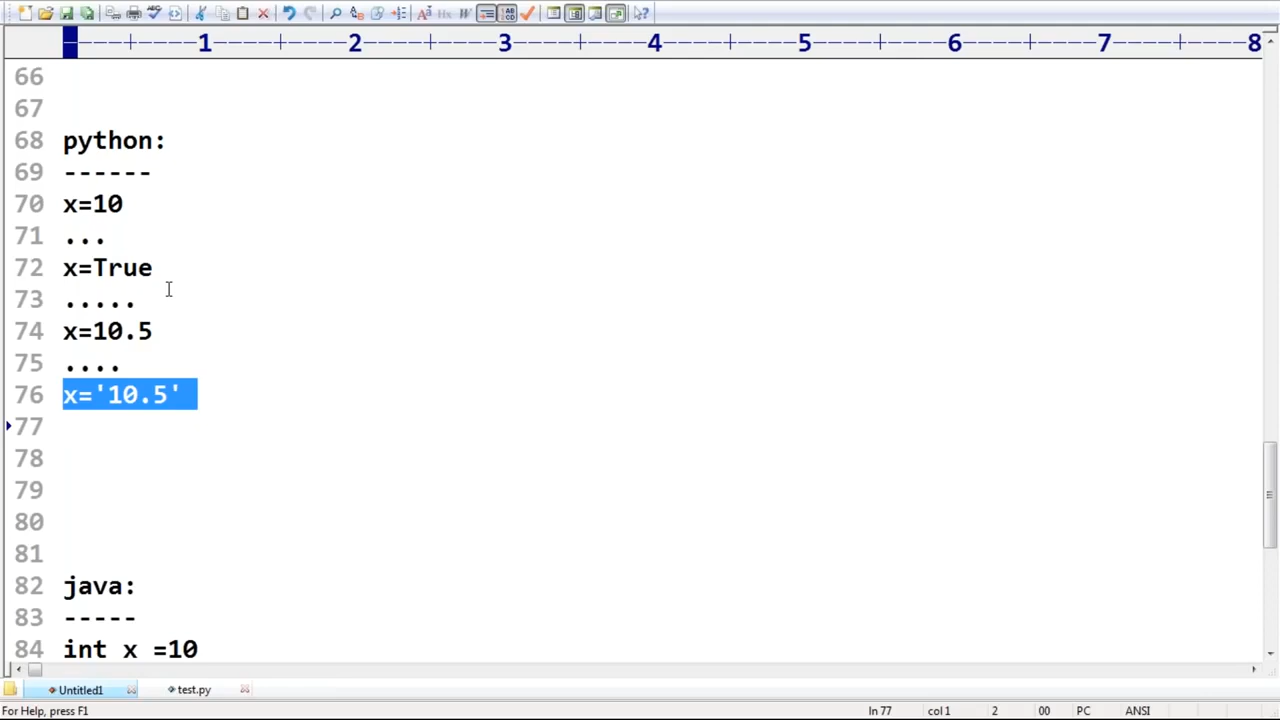 1 2 3 4 5 6 7 8
66
67
68 python:
69 ------
70 x=10
71 ...
72 x=True
73 .....
74 x=10.5
75 ....
76 x='10.5'
77
78
79
80
81
82 java:
83 -----
84 int x =10
Untitled1 test.py
For Help, press F1 ln 77 col 1 2 00 PC ANSI